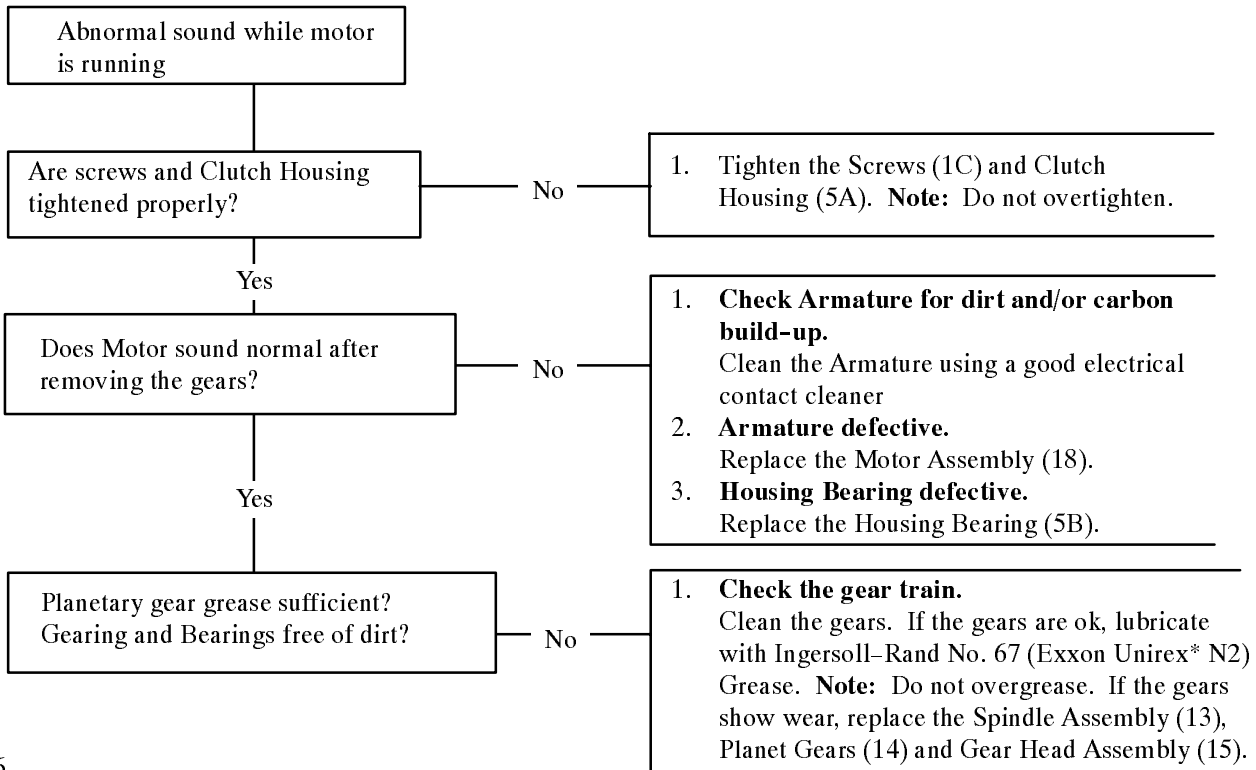 Abnormal sound while motor
is running
Are screws and Clutch Housing
tightened properly?
No
1. Tighten the Screws (1C) and Clutch
Housing (5A). Note: Do not overtighten.
Yes
Does Motor sound normal after
removing the gears?
No
1. Check Armature for dirt and/or carbon
build-up.
Clean the Armature using a good electrical
contact cleaner
2. Armature defective.
Replace the Motor Assembly (18).
3. Housing Bearing defective.
Replace the Housing Bearing (5B).
Yes
Planetary gear grease sufficient?
Gearing and Bearings free of dirt?
No
1. Check the gear train.
Clean the gears. If the gears are ok, lubricate
with Ingersoll-Rand No. 67 (Exxon Unirex* N2)
Grease. Note: Do not overgrease. If the gears
show wear, replace the Spindle Assembly (13),
Planet Gears (14) and Gear Head Assembly (15).